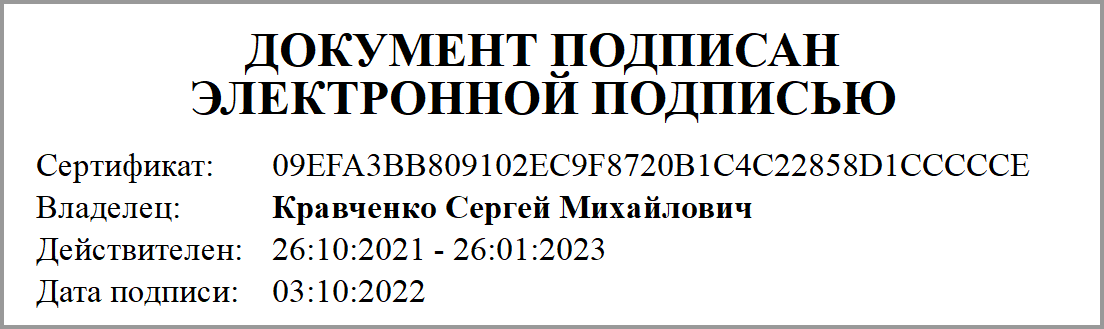 ДОКУМЕНТ ПОДПИСАН
ЭЛЕКТРОННОЙ ПОДПИСЬЮ
Сертификат: 09EFA3BB809102EC9F8720B1C4C22858D1CCCCCE
Владелец: Кравченко Сергей Михайлович
Действителен: 26:10:2021 - 26:01:2023
Дата подписи: 03:10:2022